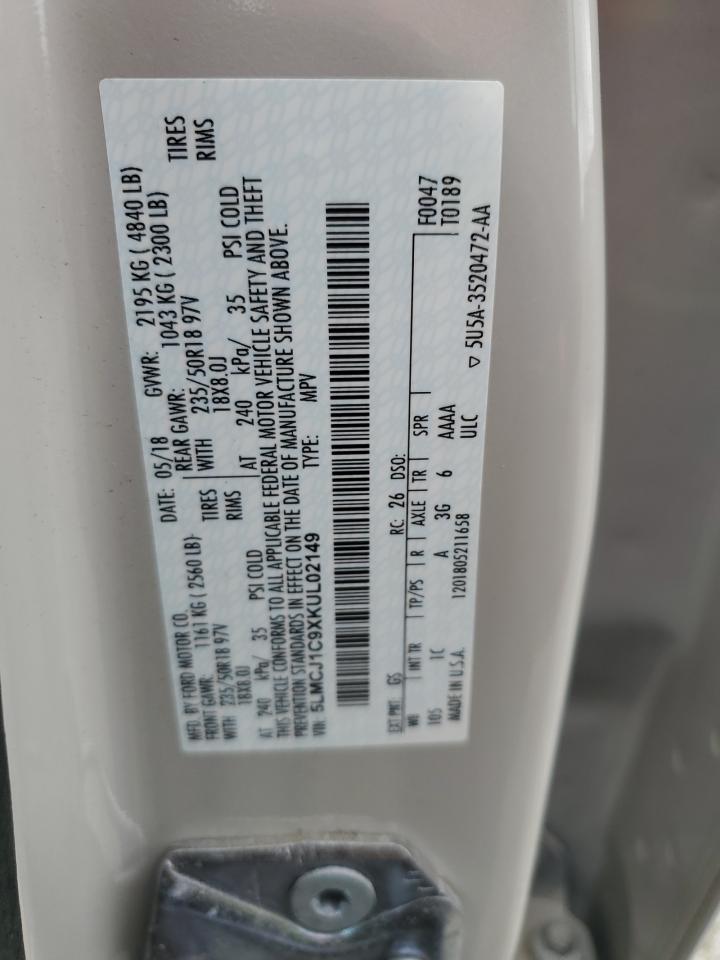 MFD. BY FORD MOTOR CO.
DATE: 05/18 GVWR: 2195 KG ( 4840 LB)
FRONT GAWR: 1161 KG ( 2560 LB) REAR GAWR: 1043 KG ( 2300 LB)
WITH 235/50R18 97V TIRES WITH 235/50R18 97V TIRES
18X8.0J RIMS 18X8.0J RIMS
AT 240 kPa/ 35 PSI COLD AT 240 kPa/ 35 PSI COLD
THIS VEHICLE CONFORMS TO ALL APPLICABLE FEDERAL MOTOR VEHICLE SAFETY AND THEFT
PREVENTION STANDARDS IN EFFECT ON THE DATE OF MANUFACTURE SHOWN ABOVE.
VIN: 5LMCJ1C9XKUL02149 TYPE: MPV
EXT PNT: G5 RC: 26 DSO: F0047
WB INT TR TP/PS R AXLE TR SPR T0189
105 1C A 3G 6 AAAA
MADE IN U.S.A. 1201805211658 ULC ▽ 5U5A-3520472-AA